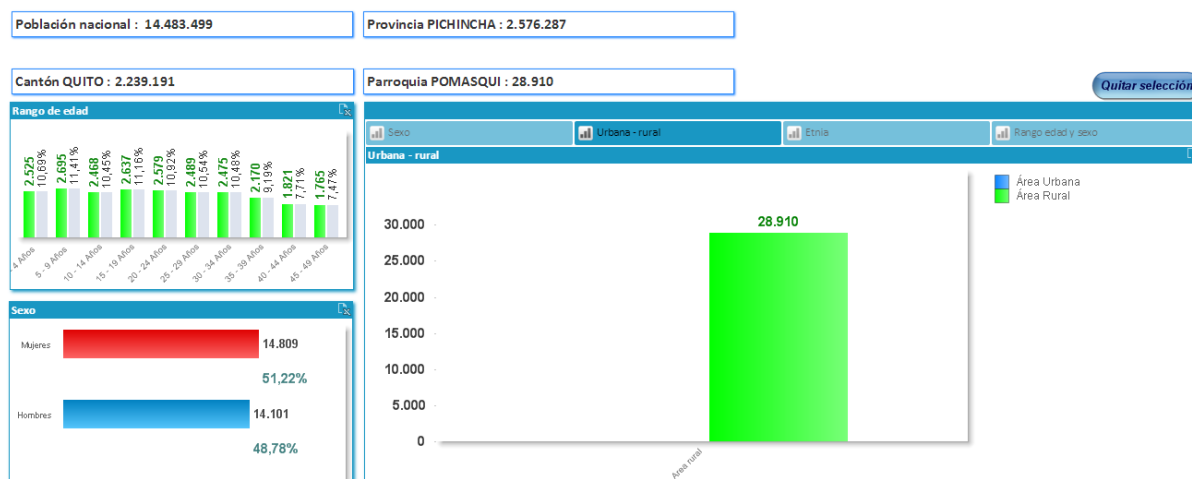 Población nacional : 14.483.499
Provincia PICHINCHA : 2.576.287
Cantón QUITO : 2.239.191
Parroquia POMASQUI : 28.910
Quitar selección
Rango de edad
2.525 10,69%
2.695 11,41%
2.468 10,45%
2.637 11,16%
2.579 10,92%
2.489 10,54%
2.475 10,48%
2.170 9,19%
1.821 7,71%
1.765 7,47%
- 4 Años
5 - 9 Años
10 - 14 Años
15 - 19 Años
20 - 24 Años
25 - 29 Años
30 - 34 Años
35 - 39 Años
40 - 44 Años
45 - 49 Años
Sexo
Mujeres
14.809
51,22%
Hombres
14.101
48,78%
Sexo
Urbana - rural
Etnia
Rango edad y sexo
Urbana - rural
Área Urbana
Área Rural
30.000
25.000
20.000
15.000
10.000
5.000
0
28.910
Area rural